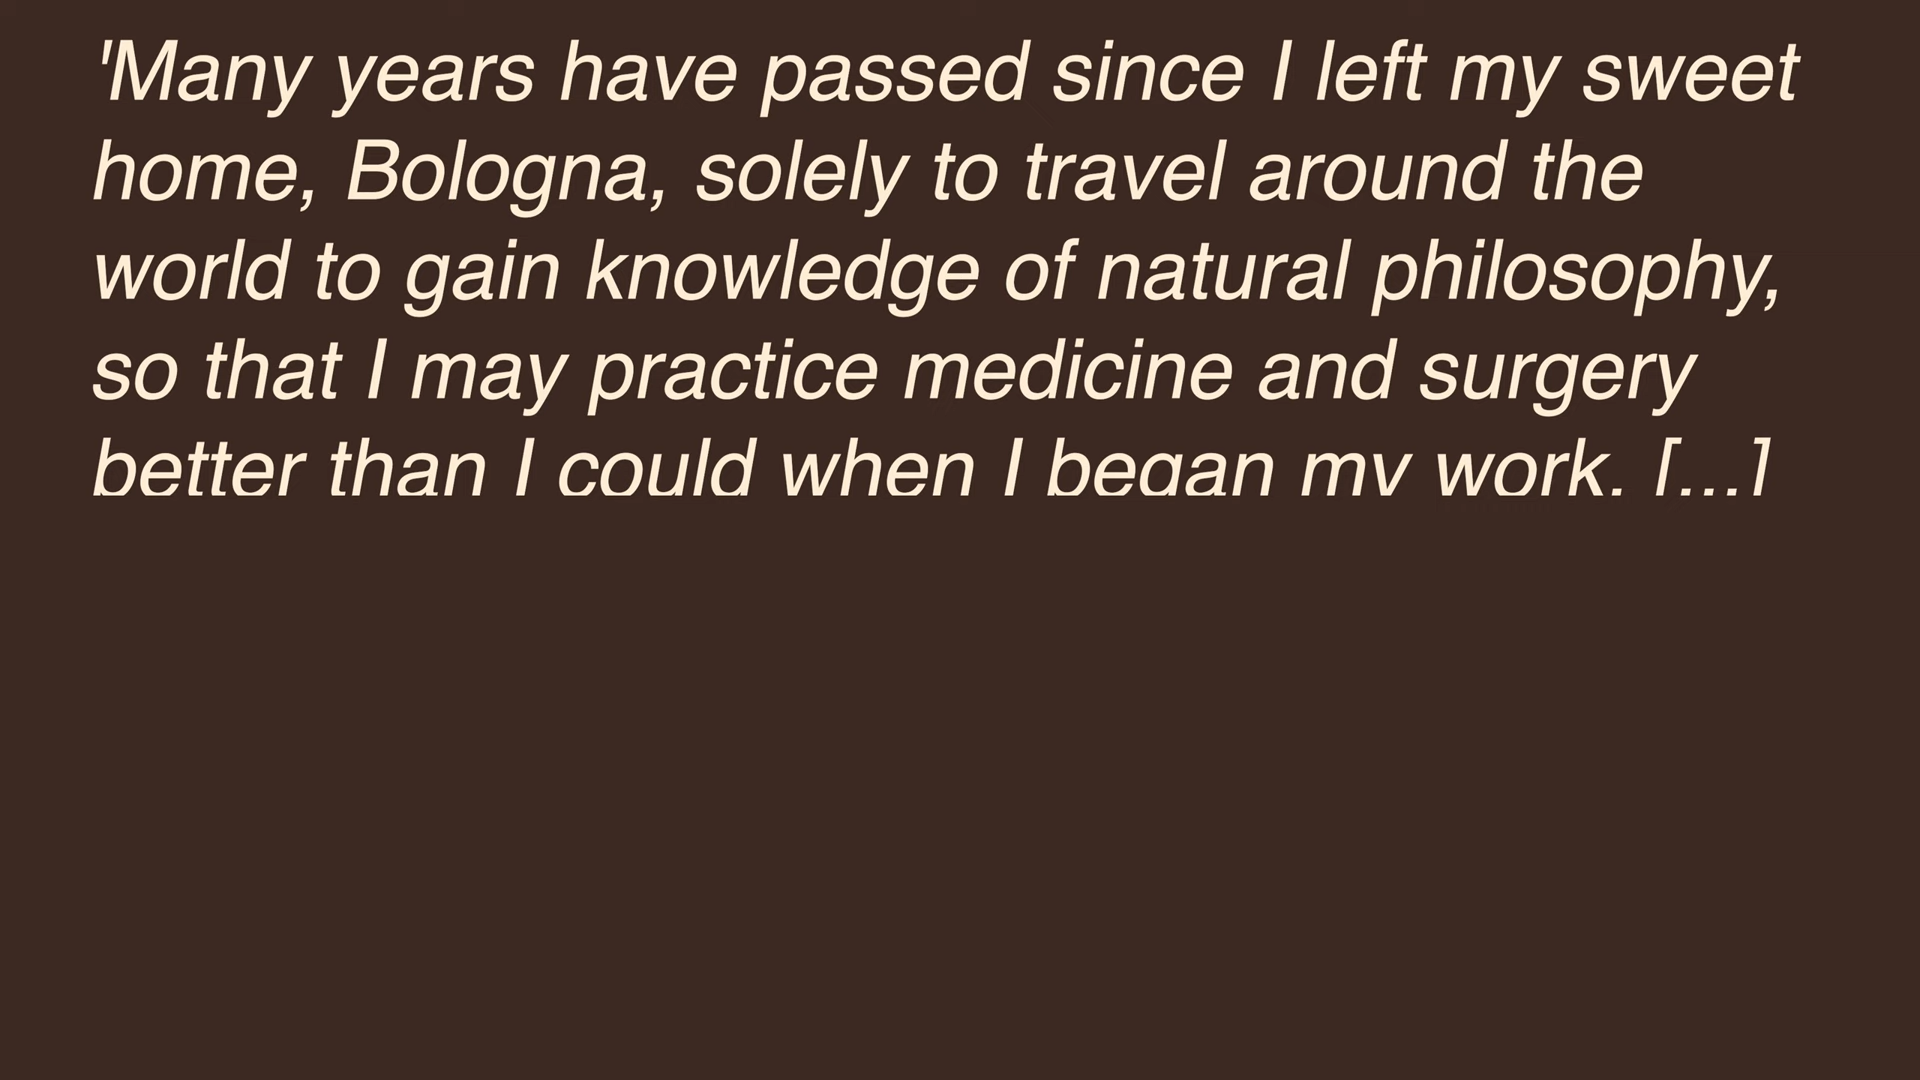 'Many years have passed since I left my sweet
home, Bologna, solely to travel around the
world to gain knowledge of natural philosophy,
so that I may practice medicine and surgery
better than I could when I began my work. [...]